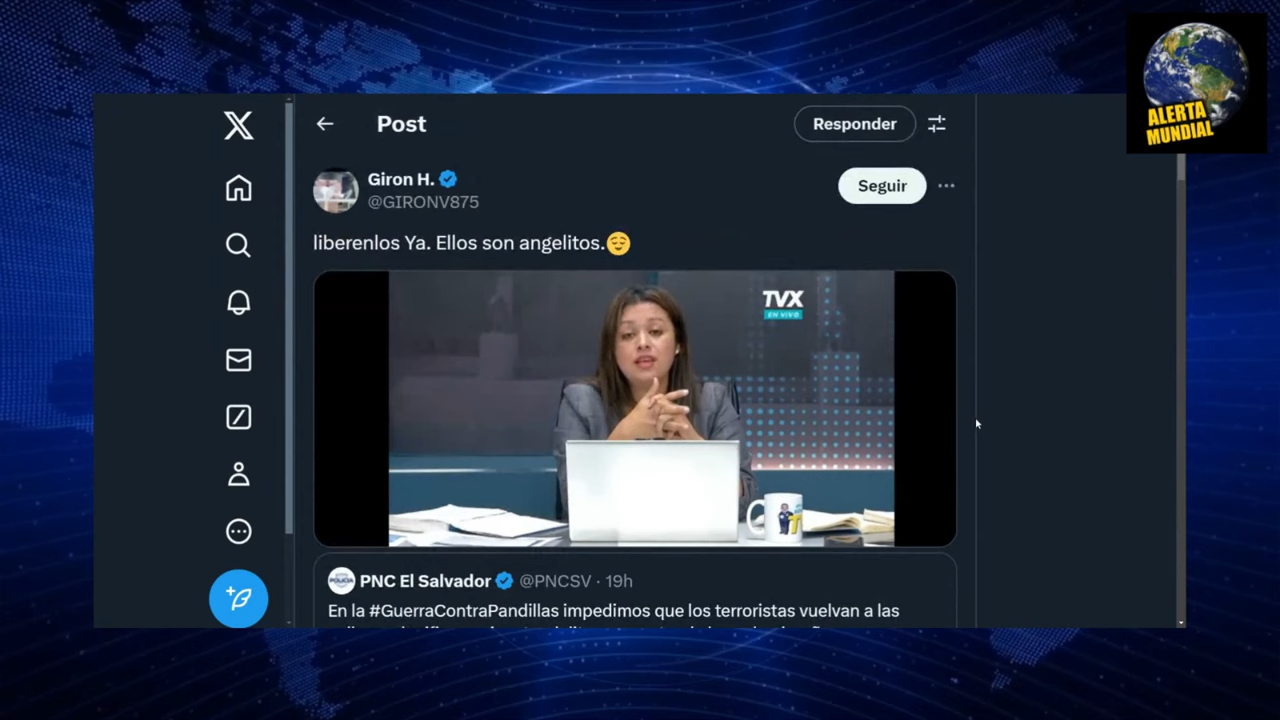 ALERTA
MUNDIAL
Post
Responder
Giron H.
@GIRONV875
Seguir
liberenlos Ya. Ellos son angelitos.😌
TVX
EN VIVO
POLICIA
PNC El Salvador @PNCSV · 19h
En la #GuerraContraPandillas impedimos que los terroristas vuelvan a las